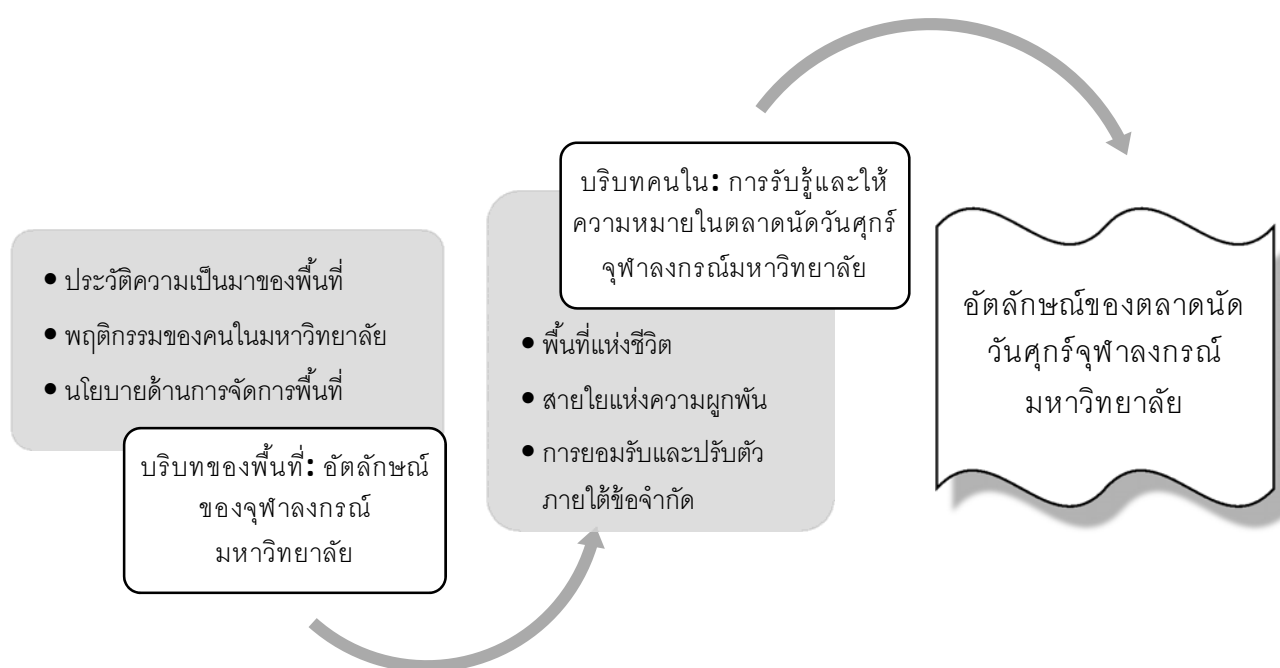 • ประวัติความเป็นมาของพื้นที่
• พฤติกรรมของคนในมหาวิทยาลัย
• นโยบายด้านการจัดการพื้นที่
บริบทของพื้นที่: อัตลักษณ์
ของจุฬาลงกรณ์
มหาวิทยาลัย
บริบทคนใน: การรับรู้และให้
ความหมายในตลาดนัดวันศุกร์
จุฬาลงกรณ์มหาวิทยาลัย
• พื้นที่แห่งชีวิต
• สายใยแห่งความผูกพัน
• การยอมรับและปรับตัว
ภายใต้ข้อจำกัด
อัตลักษณ์ของตลาดนัด
วันศุกร์จุฬาลงกรณ์
มหาวิทยาลัย